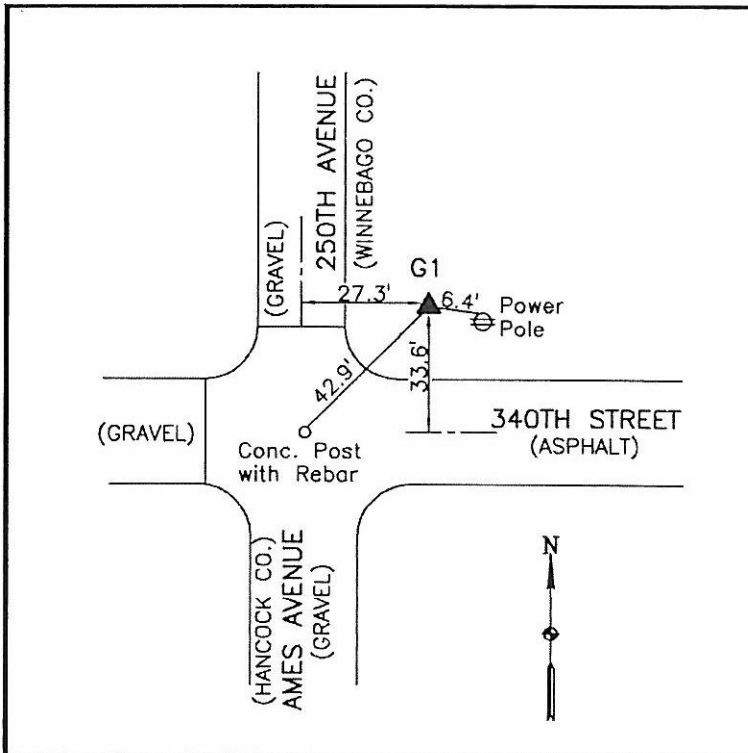 250TH AVENUE
(WINNEBAGO CO.)
(GRAVEL)
G1
27.3'
6.4'
Power
Pole
42.9'
33.6'
(GRAVEL)
340TH STREET
(ASPHALT)
Conc. Post
with Rebar
(HANCOCK CO.)
AMES AVENUE
(GRAVEL)
N